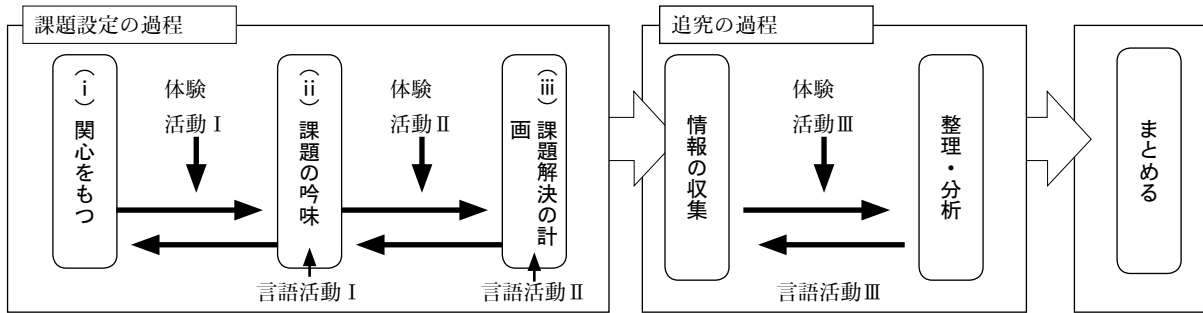 課題設定の過程
(ⅰ)関心をもつ
体験
活動Ⅰ
(ⅱ)課題の吟味
言語活動Ⅰ
体験
活動Ⅱ
(ⅲ)課題解決の計
画
言語活動Ⅱ
追究の過程
情報の収集
体験
活動Ⅲ
言語活動Ⅲ
整理・分析
まとめる